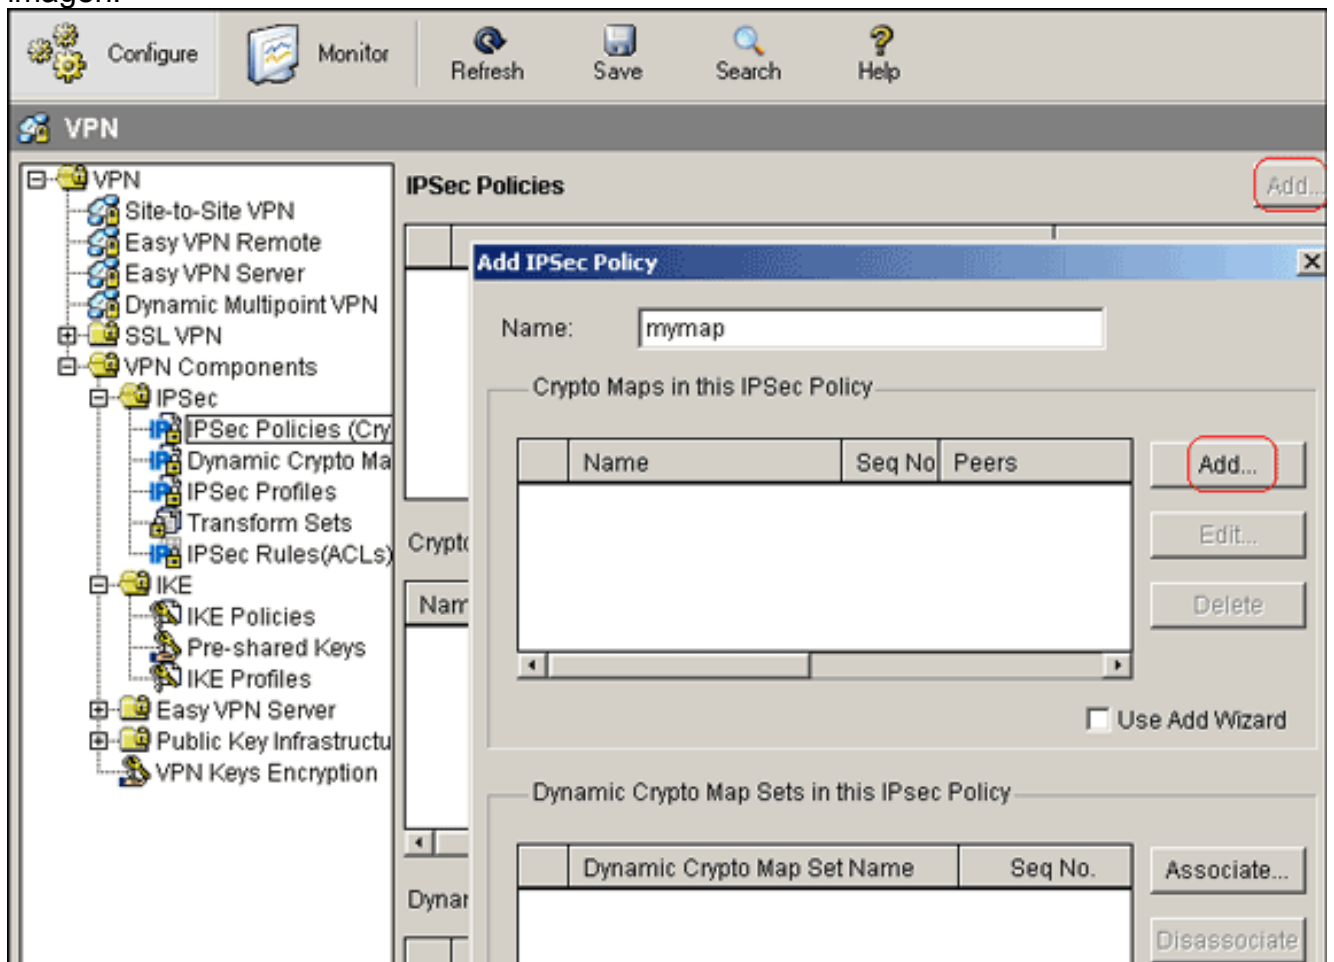 imagen.
Configure
Monitor
Refresh
Save
Search
Help
VPN
VPN
Site-to-Site VPN
Easy VPN Remote
Easy VPN Server
Dynamic Multipoint VPN
SSL VPN
VPN Components
IPSec
IPSec Policies (Cry
Dynamic Crypto Ma
IPSec Profiles
Transform Sets
IPSec Rules(ACLs)
IKE
IKE Policies
Pre-shared Keys
IKE Profiles
Easy VPN Server
Public Key Infrastructu
VPN Keys Encryption
IPSec Policies
Add...
Crypto
Nam
Dynam
Add IPSec Policy
Name: mymap
Crypto Maps in this IPSec Policy
Name Seq No Peers
Add...
Edit...
Delete
Use Add Wizard
Dynamic Crypto Map Sets in this IPsec Policy
Dynamic Crypto Map Set Name Seq No.
Associate...
Disassociate